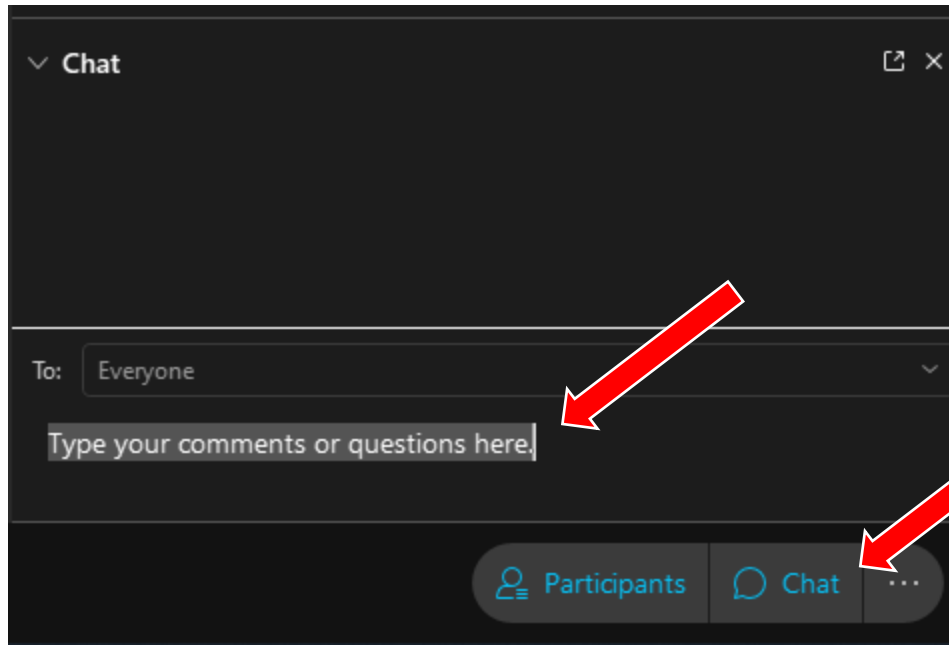 Chat
To: Everyone
Type your comments or questions here.
Participants Chat ...